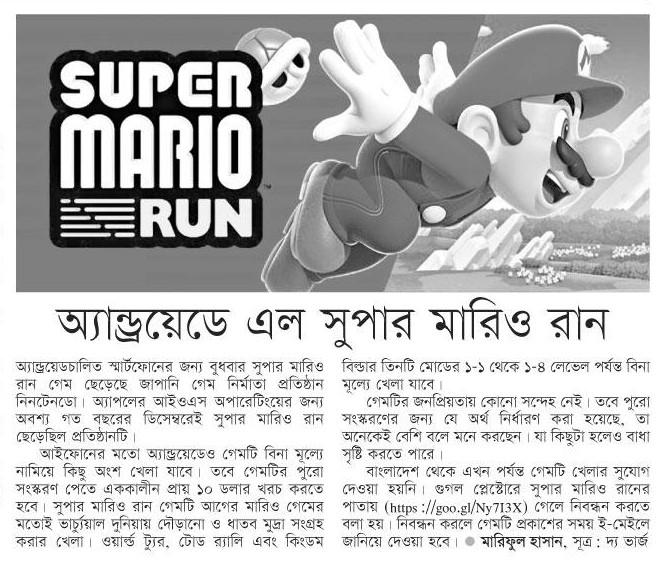 SUPER
MARIO
RUN
অ্যান্ড্রয়েডে এল সুপার মারিও রান
অ্যান্ড্রয়েডচালিত স্মার্টফোনের জন্য বুধবার সুপার মারিও
রান গেম ছেড়েছে জাপানি গেম নির্মাতা প্রতিষ্ঠান
নিনটেনডো। অ্যাপলের আইওএস অপারেটিংয়ের জন্য
অবশ্য গত বছরের ডিসেম্বরেই সুপার মারিও রান
ছেড়েছিল প্রতিষ্ঠানটি।
আইফোনের মতো অ্যান্ড্রয়েডেও গেমটি বিনা মূল্যে
নামিয়ে কিছু অংশ খেলা যাবে। তবে গেমটির পুরো
সংস্করণ পেতে এককালীন প্রায় ১০ ডলার খরচ করতে
হবে। সুপার মারিও রান গেমটি আগের মারিও গেমের
মতোই ভার্চ্যুয়াল দুনিয়ায় দৌড়ানো ও ধাতব মুদ্রা সংগ্রহ
করার খেলা। ওয়ার্ল্ড ট্যুর, টোড র‍্যালি এবং কিংডম
বিল্ডার তিনটি মোডের ১-১ থেকে ১-৪ লেভেল পর্যন্ত বিনা
মূল্যে খেলা যাবে।
গেমটির জনপ্রিয়তায় কোনো সন্দেহ নেই। তবে পুরো
সংস্করণের জন্য যে অর্থ নির্ধারণ করা হয়েছে, তা
অনেকেই বেশি বলে মনে করছেন। যা কিছুটা হলেও বাধা
সৃষ্টি করতে পারে।
বাংলাদেশ থেকে এখন পর্যন্ত গেমটি খেলার সুযোগ
দেওয়া হয়নি। গুগল প্লেস্টোরে সুপার মারিও রানের
পাতায় (https://goo.gl/Ny7I3X) গেলে নিবন্ধন করতে
বলা হয়। নিবন্ধন করলে গেমটি প্রকাশের সময় ই-মেইলে
জানিয়ে দেওয়া হবে। ● মারিফুল হাসান, সূত্র : দ্য ভার্জ